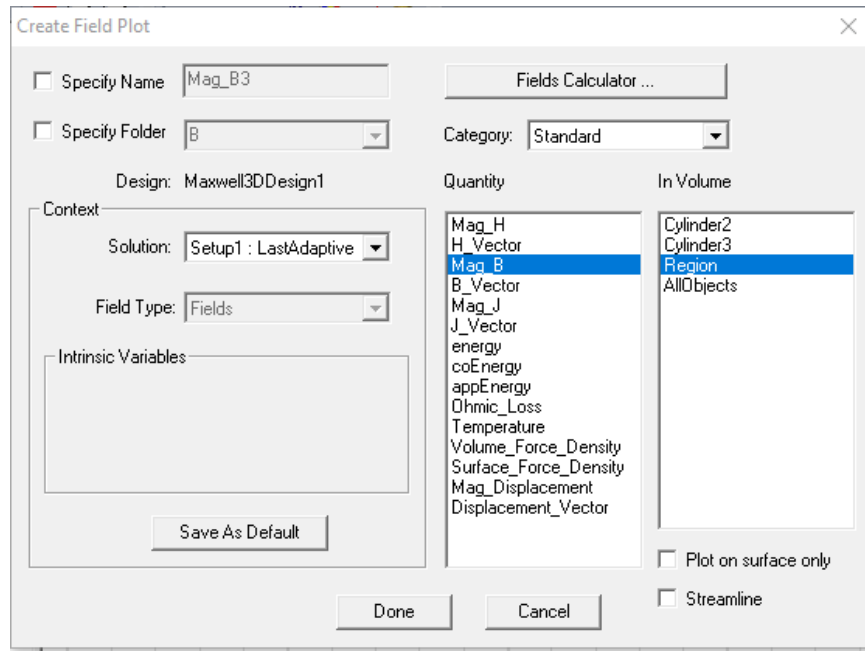 Create Field Plot
Specify Name Mag_B3
Fields Calculator ...
Specify Folder B
Category: Standard
Design: Maxwell3DDesign1
Context
Solution: Setup1 : LastAdaptive
Field Type: Fields
Intrinsic Variables
Save As Default
Quantity
Mag_H
H_Vector
Mag_B
B_Vector
Mag_J
J_Vector
energy
coEnergy
appEnergy
Ohmic_Loss
Temperature
Volume_Force_Density
Surface_Force_Density
Mag_Displacement
Displacement_Vector
In Volume
Cylinder2
Cylinder3
Region
AllObjects
Plot on surface only
Streamline
Done
Cancel